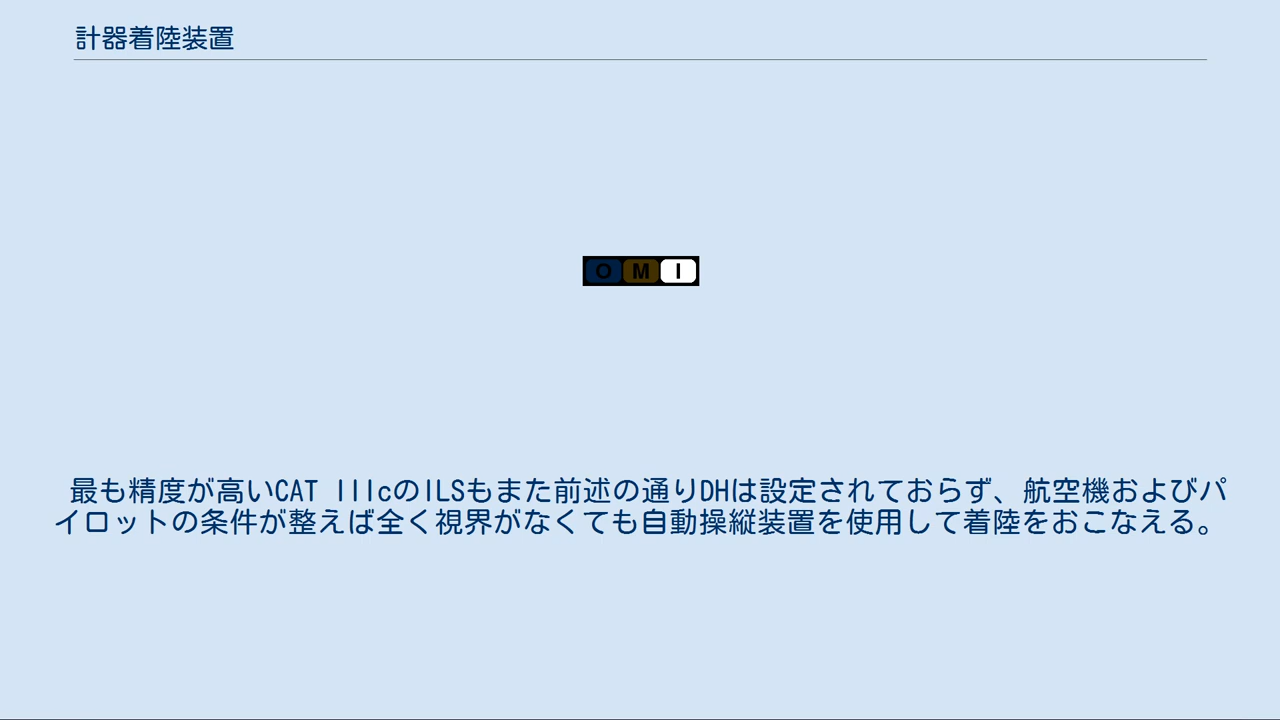 計器着陸装置
O M I
最も精度が高いCAT IIIcのILSもまた前述の通りDHは設定されておらず、航空機およびパ
イロットの条件が整えば全く視界がなくても自動操縦装置を使用して着陸をおこなえる。